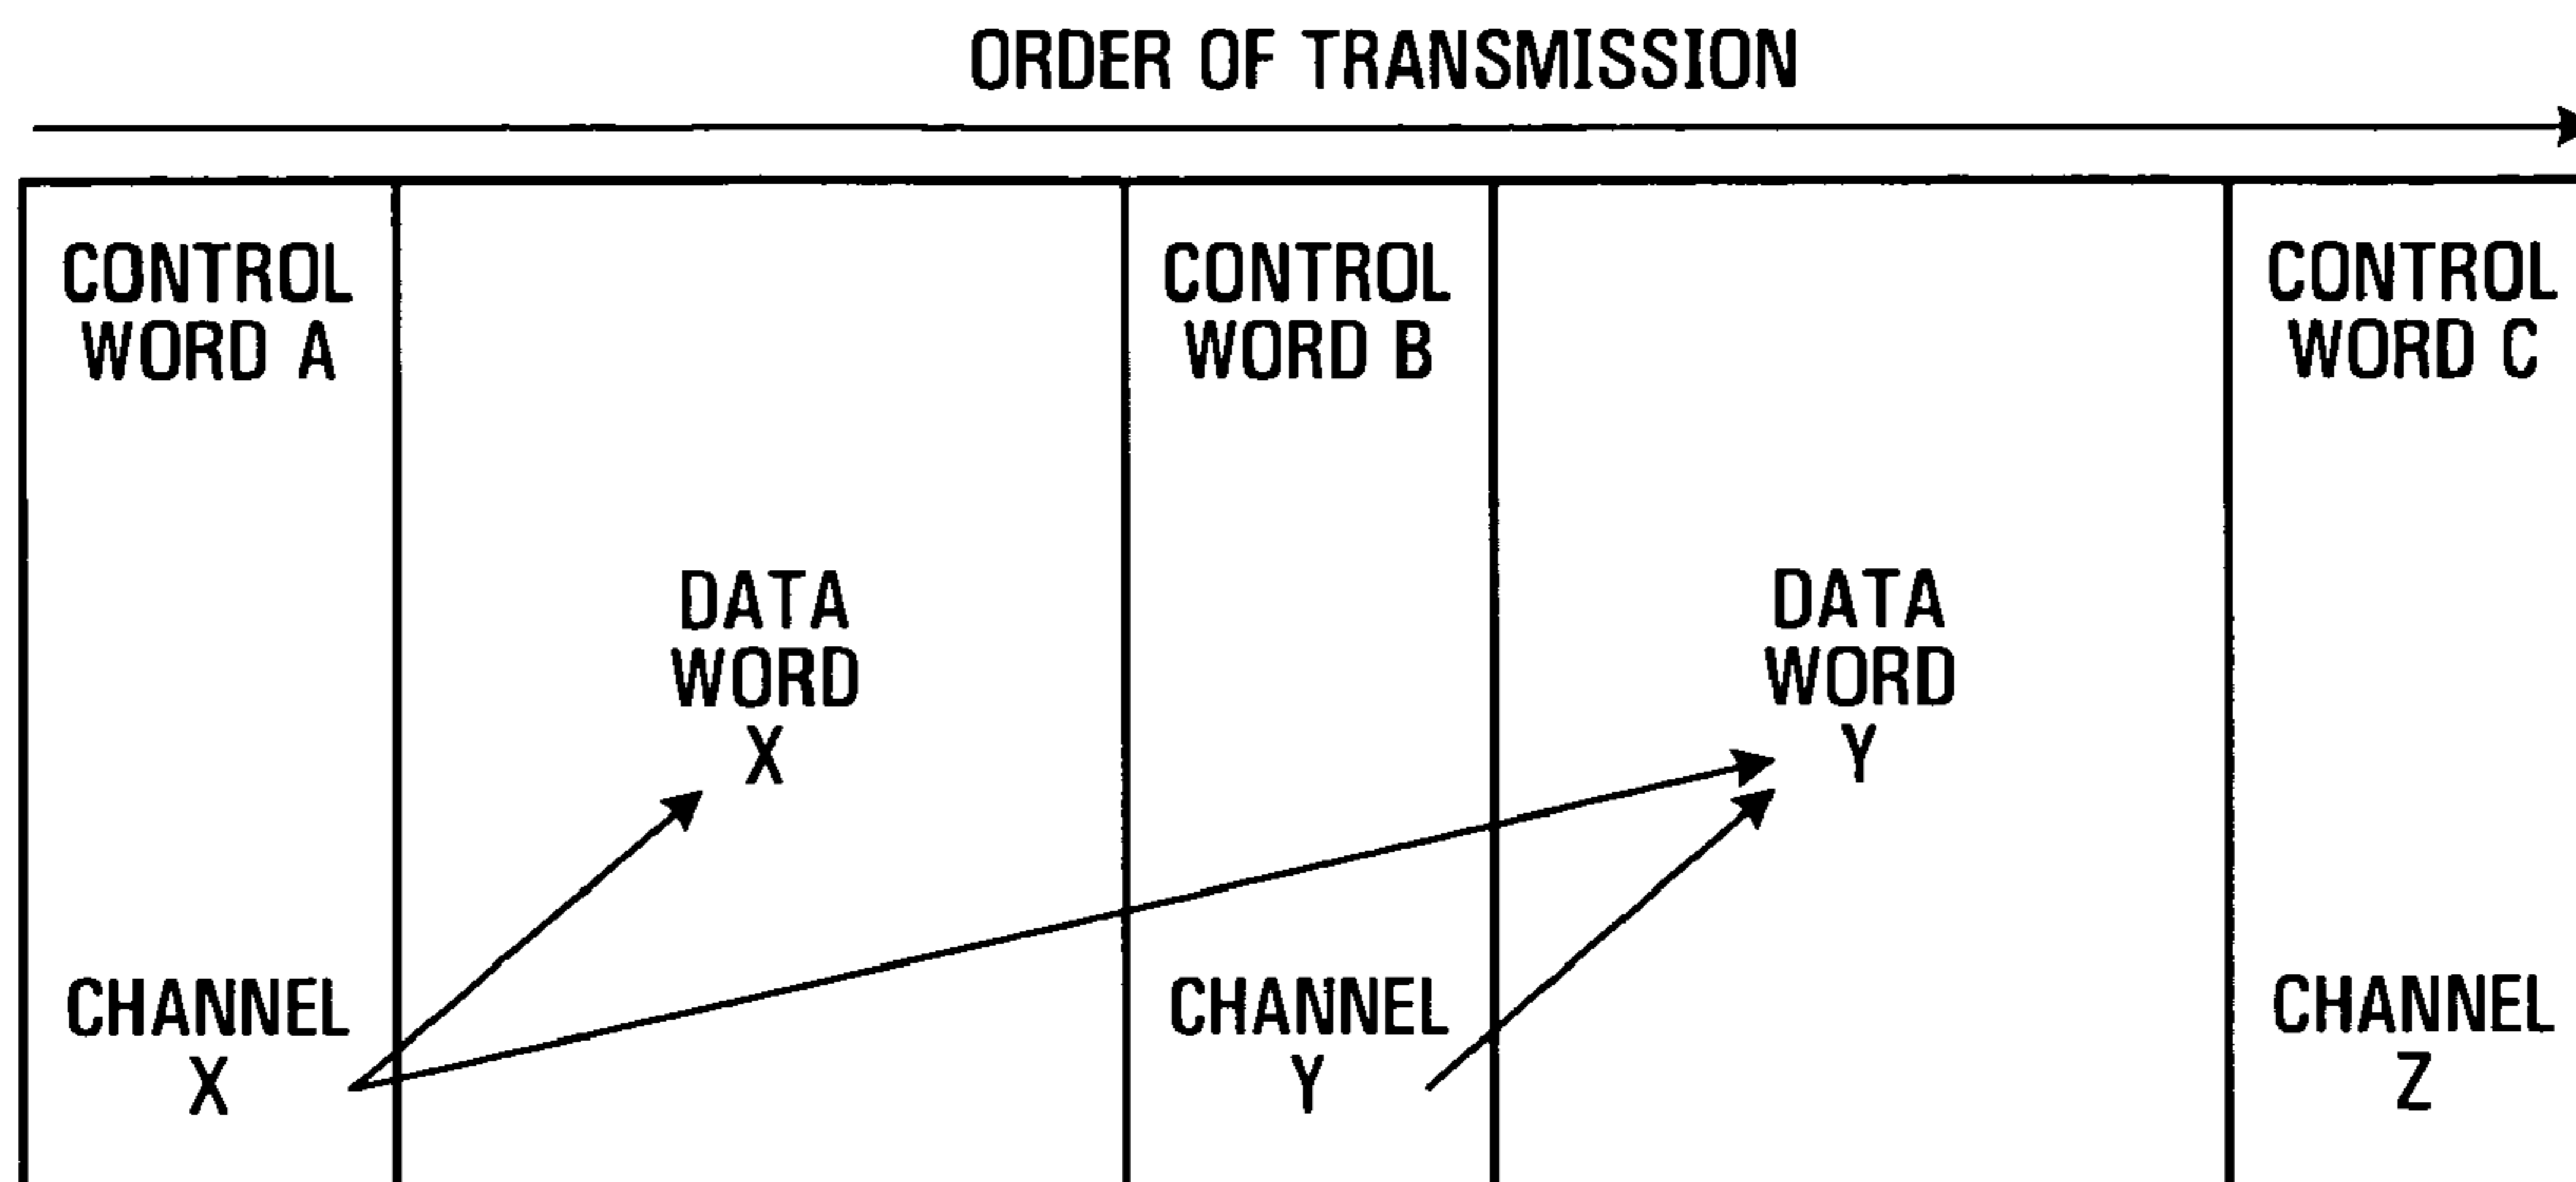 ORDER OF TRANSMISSION
CONTROL
WORD A
CHANNEL
X
DATA
WORD
X
CONTROL
WORD B
CHANNEL
Y
DATA
WORD
Y
CONTROL
WORD C
CHANNEL
Z